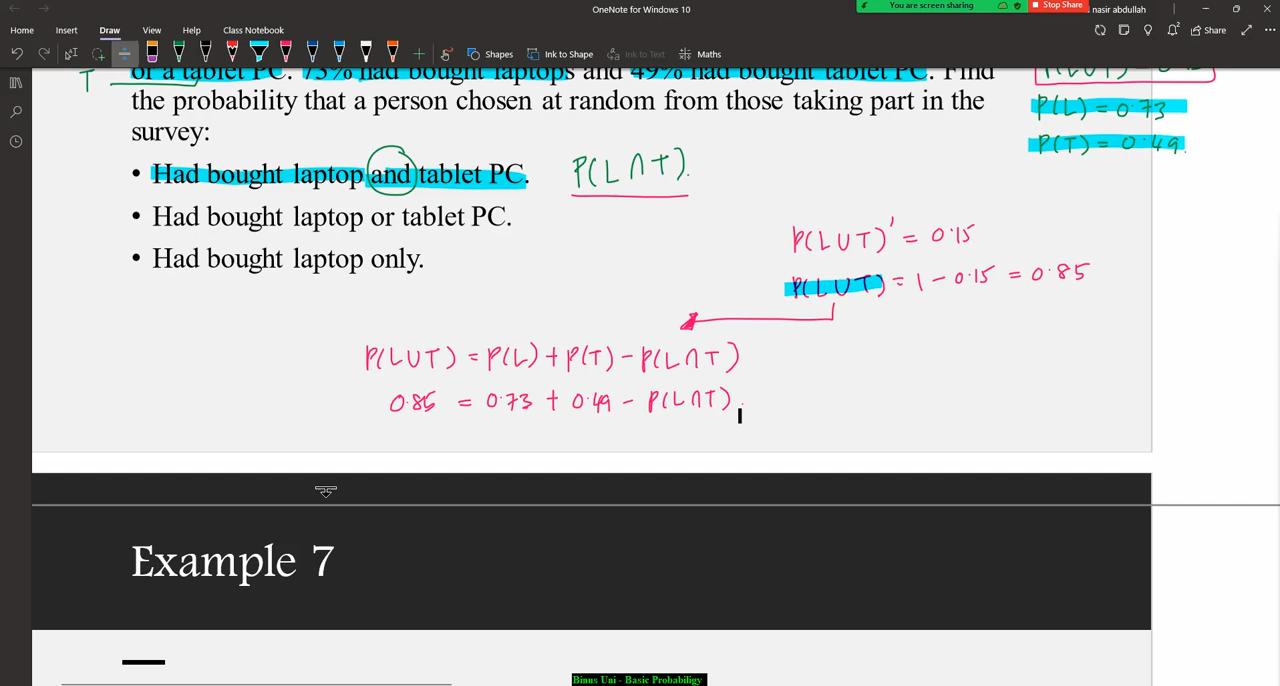 OneNote for Windows 10
You are screen sharing
Stop Share
nasir abdullah
Home
Insert
Draw
View
Help
Class Notebook
Shapes
Ink to Shape
Ink to Text
Maths
Share
T
or a tablet PC. 73% had bought laptops and 49% had bought tablet PC. Find
the probability that a person chosen at random from those taking part in the
survey:
P(L) = 0.73
P(T) = 0.49.
• Had bought laptop and tablet PC.
P(L∩T).
• Had bought laptop or tablet PC.
• Had bought laptop only.
P(L∪T)' = 0.15
P(L∪T) = 1 - 0.15 = 0.85
P(L∪T) = P(L) + P(T) - P(L∩T)
0.85 = 0.73 + 0.49 - P(L∩T).
Example 7
Binus Uni - Basic Probability